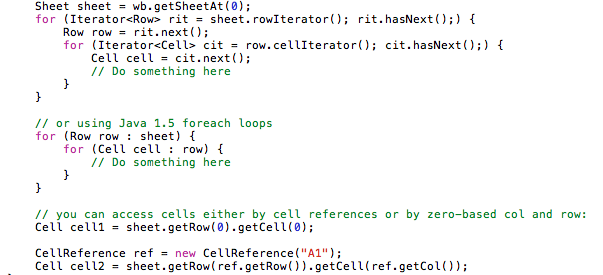 Sheet sheet = wb.getSheetAt(0);
for (Iterator<Row> rit = sheet.rowIterator(); rit.hasNext();) {
    Row row = rit.next();
    for (Iterator<Cell> cit = row.cellIterator(); cit.hasNext();) {
        Cell cell = cit.next();
        // Do something here
    }
}

// or using Java 1.5 foreach loops
for (Row row : sheet) {
    for (Cell cell : row) {
        // Do something here
    }
}

// you can access cells either by cell references or by zero-based col and row:
Cell cell1 = sheet.getRow(0).getCell(0);

CellReference ref = new CellReference("A1");
Cell cell2 = sheet.getRow(ref.getRow()).getCell(ref.getCol());